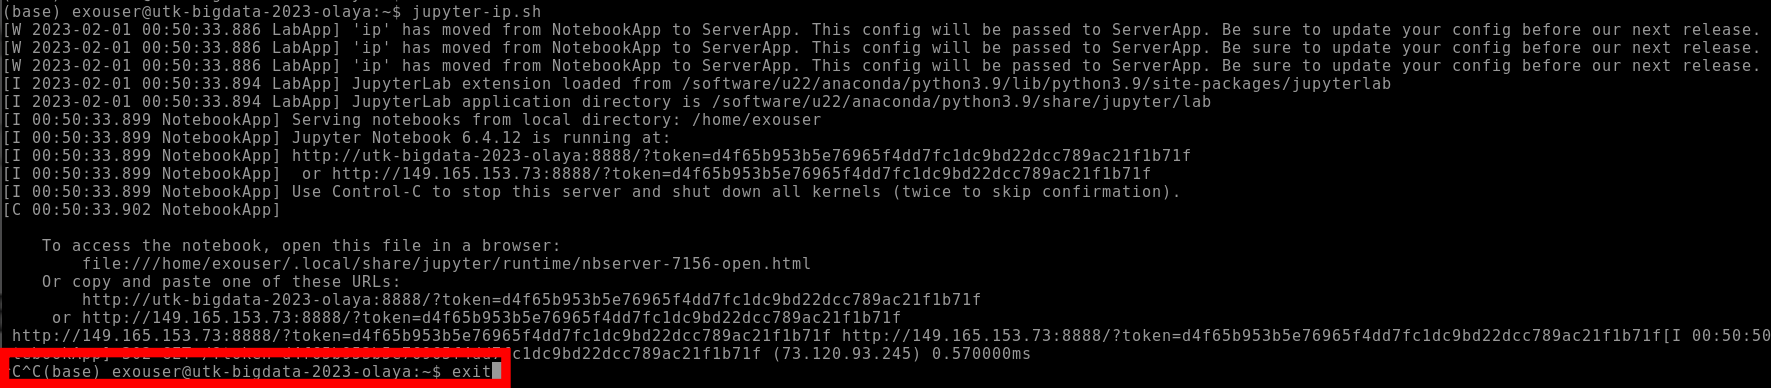 (base) exouser@utk-bigdata-2023-olaya:~$ jupyter-ip.sh
[W 2023-02-01 00:50:33.886 LabApp] 'ip' has moved from NotebookApp to ServerApp. This config will be passed to ServerApp. Be sure to update your config before our next release.
[W 2023-02-01 00:50:33.886 LabApp] 'ip' has moved from NotebookApp to ServerApp. This config will be passed to ServerApp. Be sure to update your config before our next release.
[W 2023-02-01 00:50:33.886 LabApp] 'ip' has moved from NotebookApp to ServerApp. This config will be passed to ServerApp. Be sure to update your config before our next release.
[I 2023-02-01 00:50:33.894 LabApp] JupyterLab extension loaded from /software/u22/anaconda/python3.9/lib/python3.9/site-packages/jupyterlab
[I 2023-02-01 00:50:33.894 LabApp] JupyterLab application directory is /software/u22/anaconda/python3.9/share/jupyter/lab
[I 00:50:33.899 NotebookApp] Serving notebooks from local directory: /home/exouser
[I 00:50:33.899 NotebookApp] Jupyter Notebook 6.4.12 is running at:
[I 00:50:33.899 NotebookApp] http://utk-bigdata-2023-olaya:8888/?token=d4f65b953b5e76965f4dd7fc1dc9bd22dcc789ac21f1b71f
[I 00:50:33.899 NotebookApp]  or http://149.165.153.73:8888/?token=d4f65b953b5e76965f4dd7fc1dc9bd22dcc789ac21f1b71f
[I 00:50:33.899 NotebookApp] Use Control-C to stop this server and shut down all kernels (twice to skip confirmation).
[C 00:50:33.902 NotebookApp]
To access the notebook, open this file in a browser:
file:///home/exouser/.local/share/jupyter/runtime/nbserver-7156-open.html
Or copy and paste one of these URLs:
http://utk-bigdata-2023-olaya:8888/?token=d4f65b953b5e76965f4dd7fc1dc9bd22dcc789ac21f1b71f
or http://149.165.153.73:8888/?token=d4f65b953b5e76965f4dd7fc1dc9bd22dcc789ac21f1b71f
http://149.165.153.73:8888/?token=d4f65b953b5e76965f4dd7fc1dc9bd22dcc789ac21f1b71f http://149.165.153.73:8888/?token=d4f65b953b5e76965f4dd7fc1dc9bd22dcc789ac21f1b71f[I 00:50:50
c1dc9bd22dcc789ac21f1b71f (73.120.93.245) 0.570000ms
C^C(base) exouser@utk-bigdata-2023-olaya:~$ exit